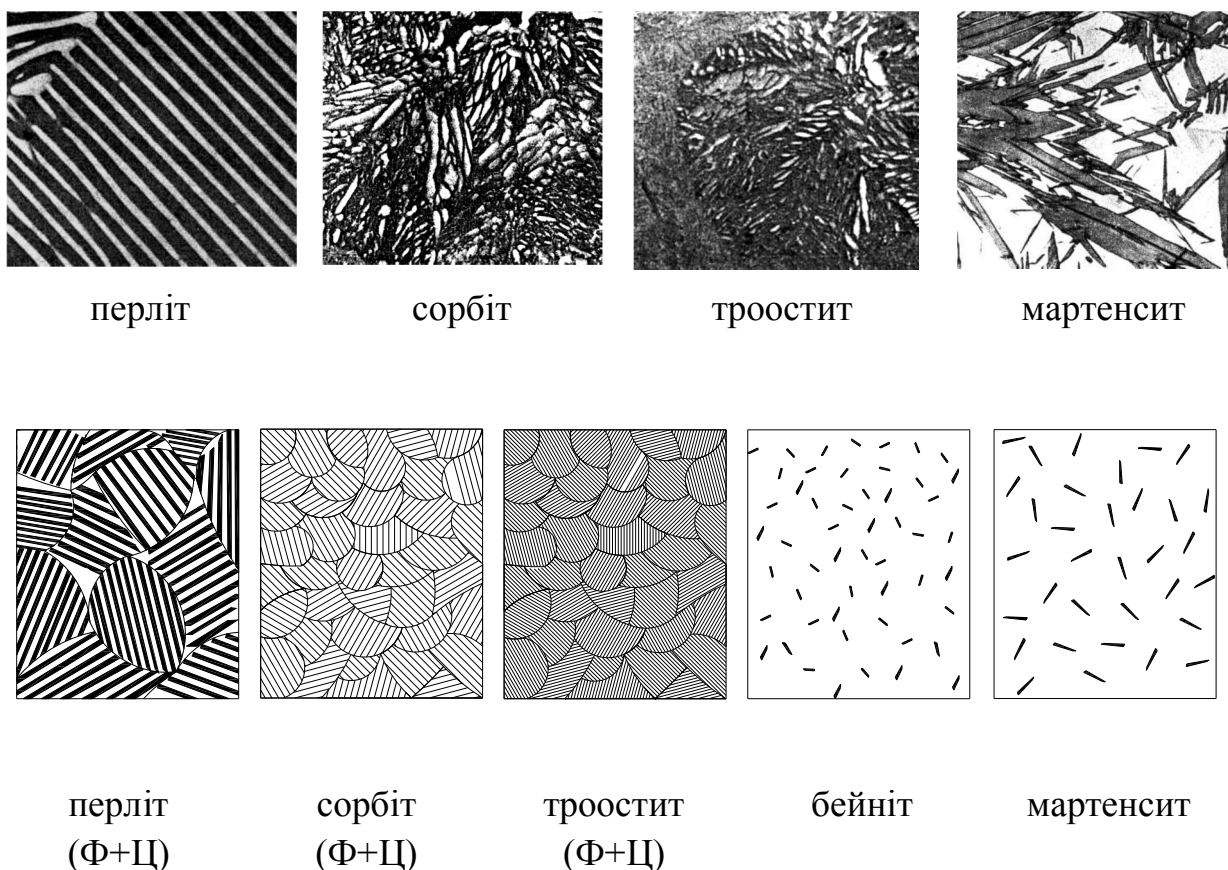 перліт сорбіт троостит мартенсит
перліт сорбіт троостит бейніт мартенсит
(Ф+Ц) (Ф+Ц) (Ф+Ц)